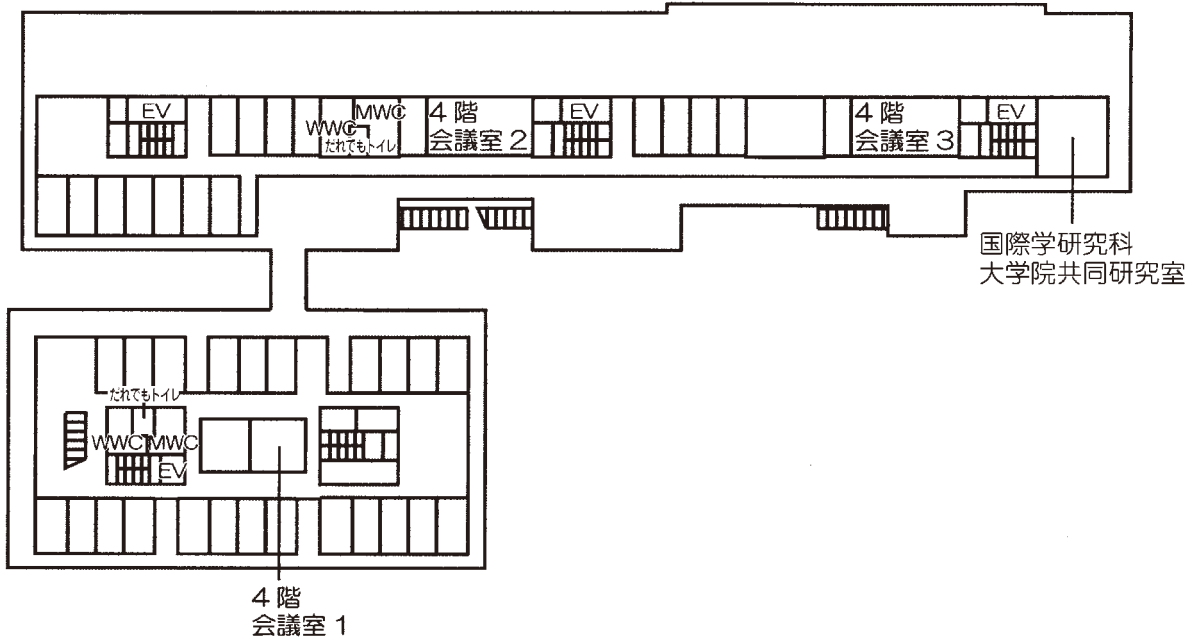 EV
MWC
WWC
だれでもトイレ
4階
会議室2
EV
4階
会議室3
EV
国際学研究科
大学院共同研究室
だれでもトイレ
WWC
MWC
EV
4階
会議室1